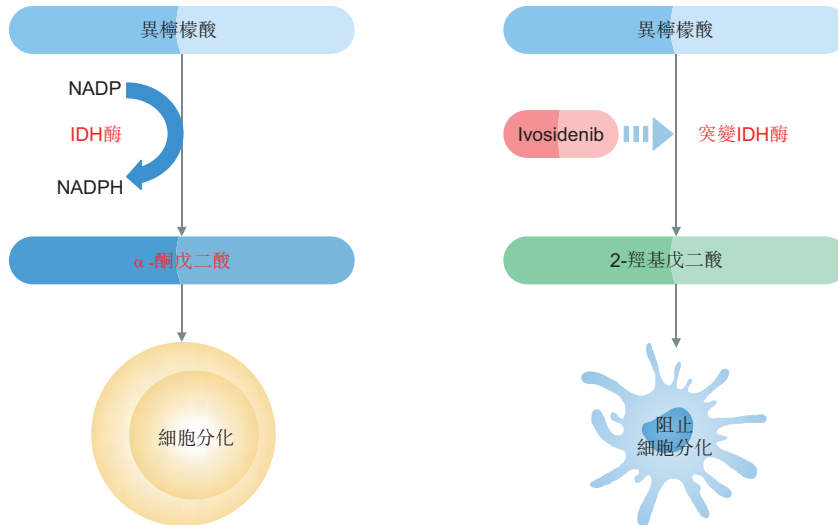 異檸檬酸
NADP
IDH酶
NADPH
α-酮戊二酸
細胞分化
異檸檬酸
Ivosidenib
突變IDH酶
2-羥基戊二酸
阻止
細胞分化